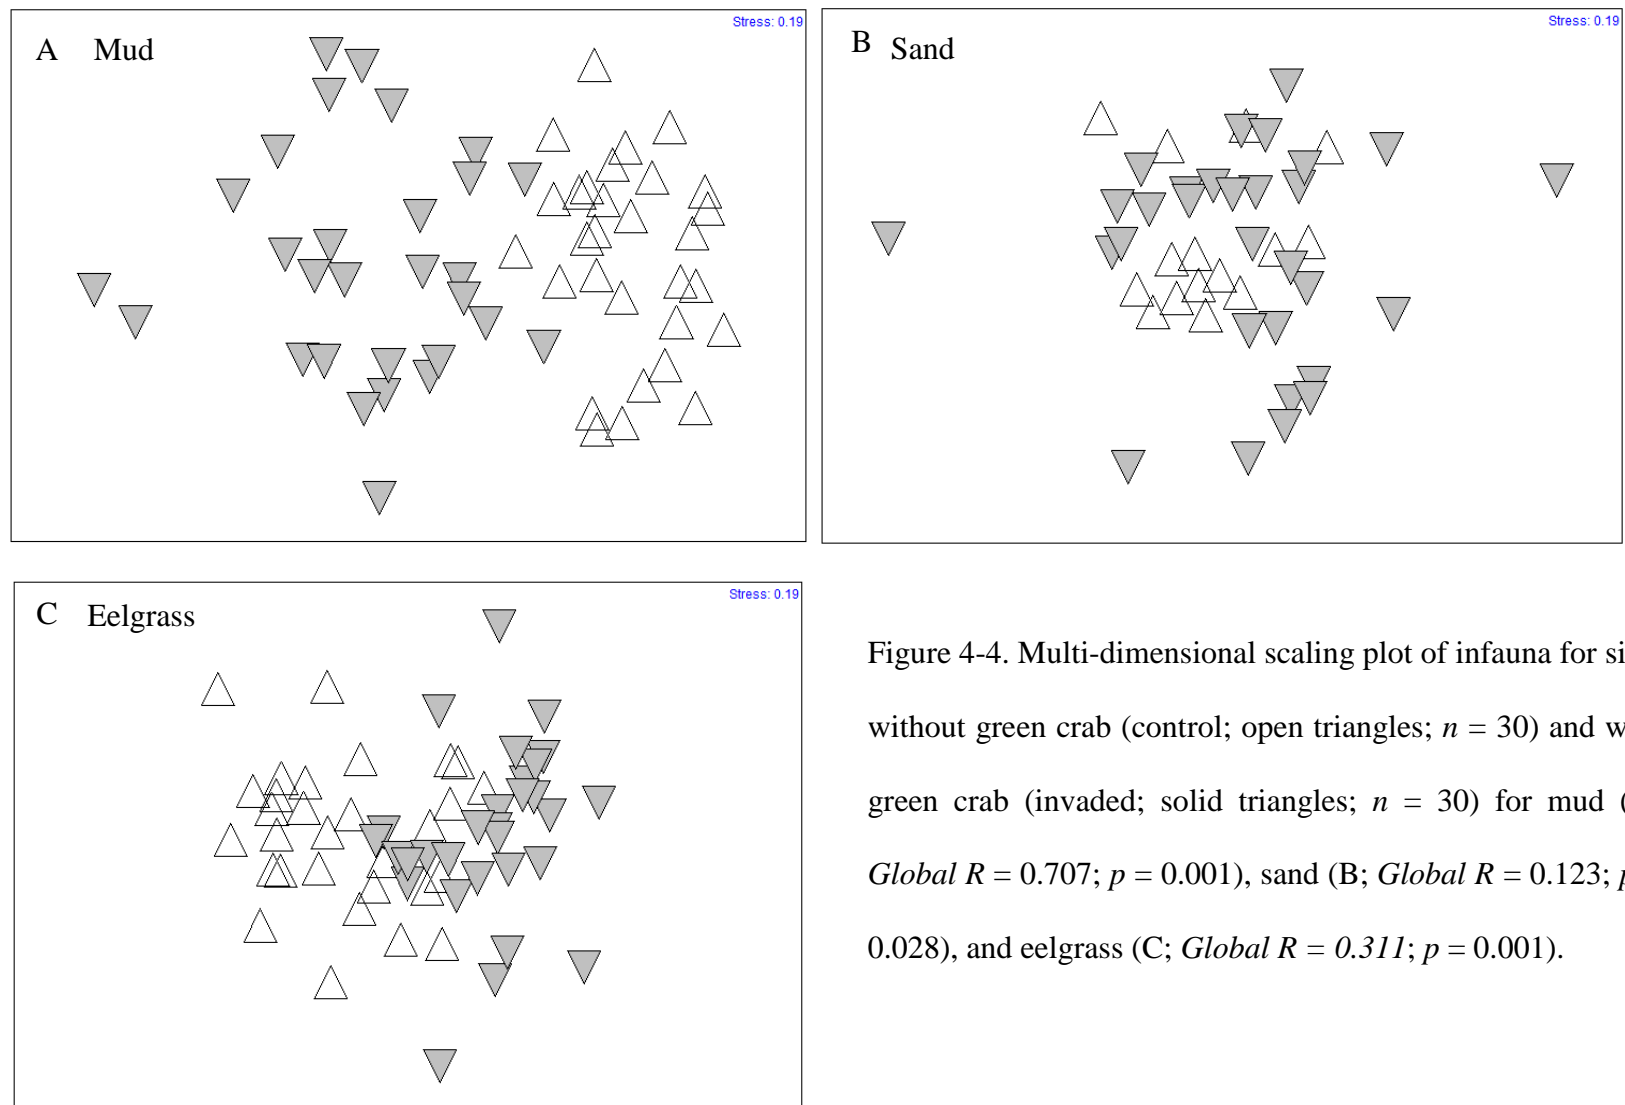 Stress: 0.19
A Mud
Stress: 0.19
B Sand
Stress: 0.19
C Eelgrass
Figure 4-4. Multi-dimensional scaling plot of infauna for
without green crab (control; open triangles; n = 30) and
green crab (invaded; solid triangles; n = 30) for mud (
Global R = 0.707; p = 0.001), sand (B; Global R = 0.123; p
0.028), and eelgrass (C; Global R = 0.311; p = 0.001).